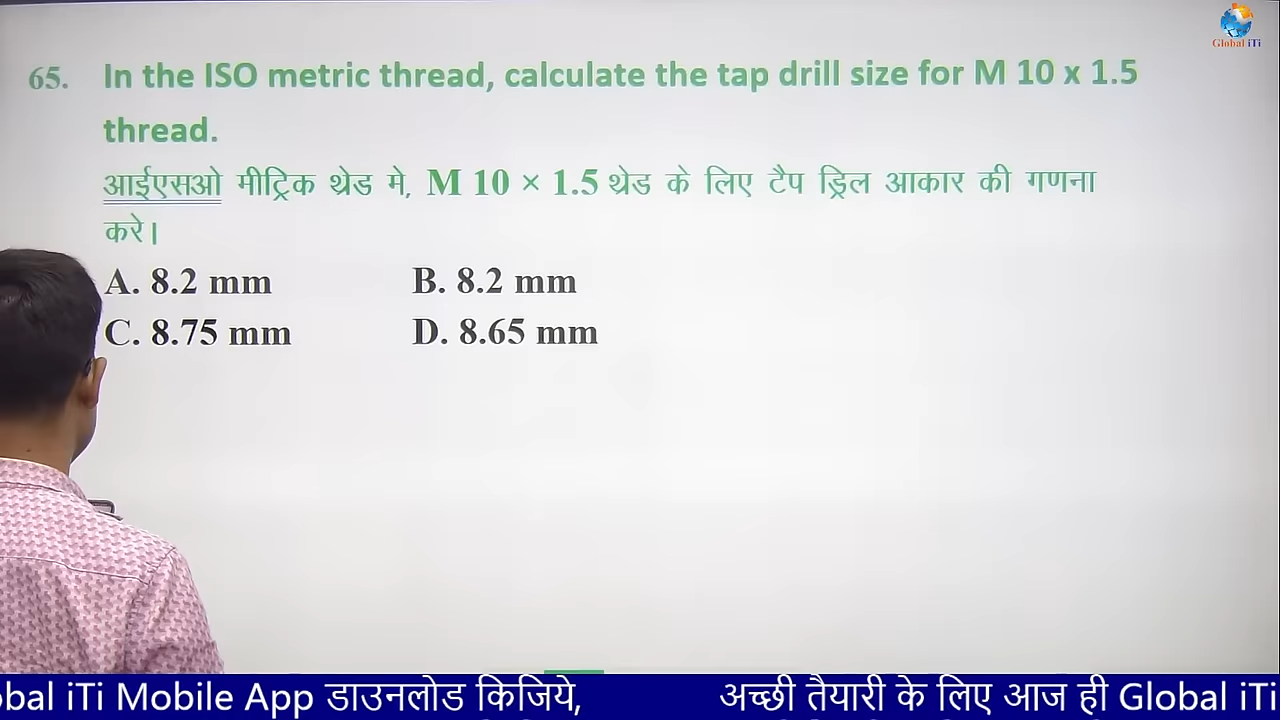 Global iTi
65. In the ISO metric thread, calculate the tap drill size for M 10 x 1.5
thread.
आईएसओ मीट्रिक थ्रेड मे, M 10 × 1.5 थ्रेड के लिए टैप ड्रिल आकार की गणना
करे।
A. 8.2 mm B. 8.2 mm
C. 8.75 mm D. 8.65 mm
obal iTi Mobile App डाउनलोड किजिये, अच्छी तैयारी के लिए आज ही Global iTi